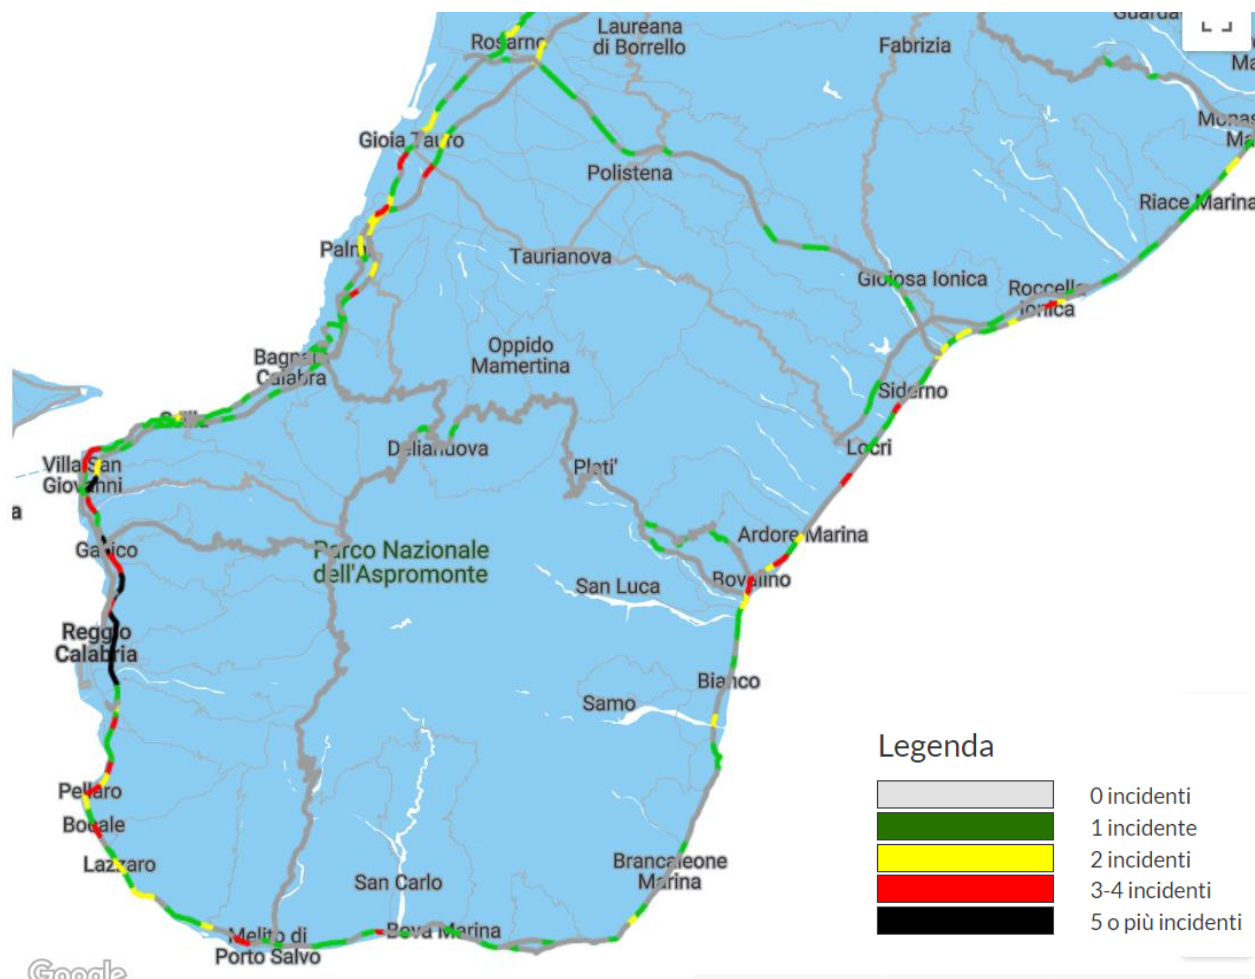 Laureana
di Borrello
Rosarno
Fabrizia
Gioia Tauro
Polistena
Riace Marina
Palmi
Taurianova
Gioiosa Ionica
Roccella
Ionica
Oppido
Mamertina
Bagnara
Calabra
Siderno
Scilla
Delianuova
Locri
Villa San
Giovanni
Platì'
a
Gallico
Parco Nazionale
dell'Aspromonte
Ardore Marina
San Luca
Bovalino
Reggio
Calabria
Bianco
Samo
Pellaro
Bocale
Lazzaro
San Carlo
Brancaleone
Marina
Melito di
Porto Salvo
Bova Marina
Google
Legenda
0 incidenti
1 incidente
2 incidenti
3-4 incidenti
5 o più incidenti